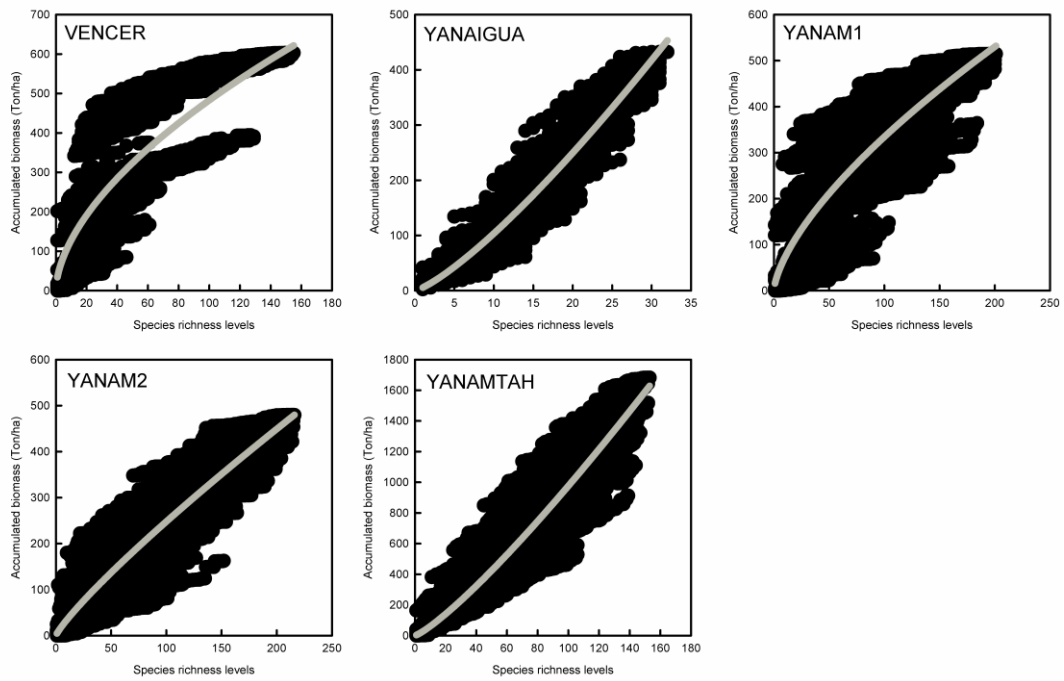 VENCER
Accumulated biomass (Ton/ha)
700
600
500
400
300
200
100
0
0 20 40 60 80 100 120 140 160 180
Species richness levels
YANAIGUA
Accumulated biomass (Ton/ha)
500
400
300
200
100
0
5 10 15 20 25 30 35
Species richness levels
YANAM1
Accumulated biomass (Ton/ha)
500
400
300
200
100
0
0 50 100 150 200 250
Species richness levels
YANAM2
Accumulated biomass (Ton/ha)
600
500
400
300
200
100
0
0 50 100 150 200 250
Species richness levels
YANAMTAH
Accumulated biomass (Ton/ha)
1800
1600
1400
1200
1000
800
600
400
200
0
0 20 40 60 80 100 120 140 160 180
Species richness levels